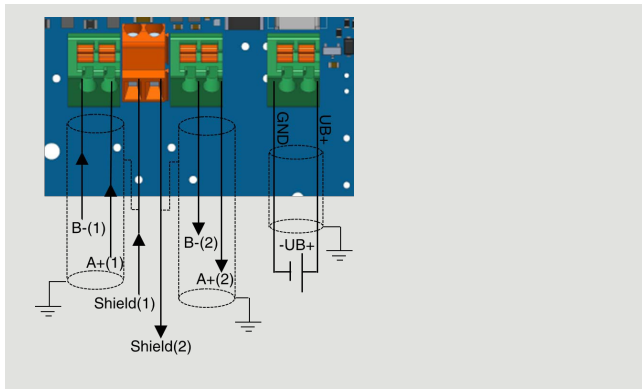 GND
UB+
B-(1)
B-(2)
-UB+
A+(1)
A+(2)
Shield(1)
Shield(2)